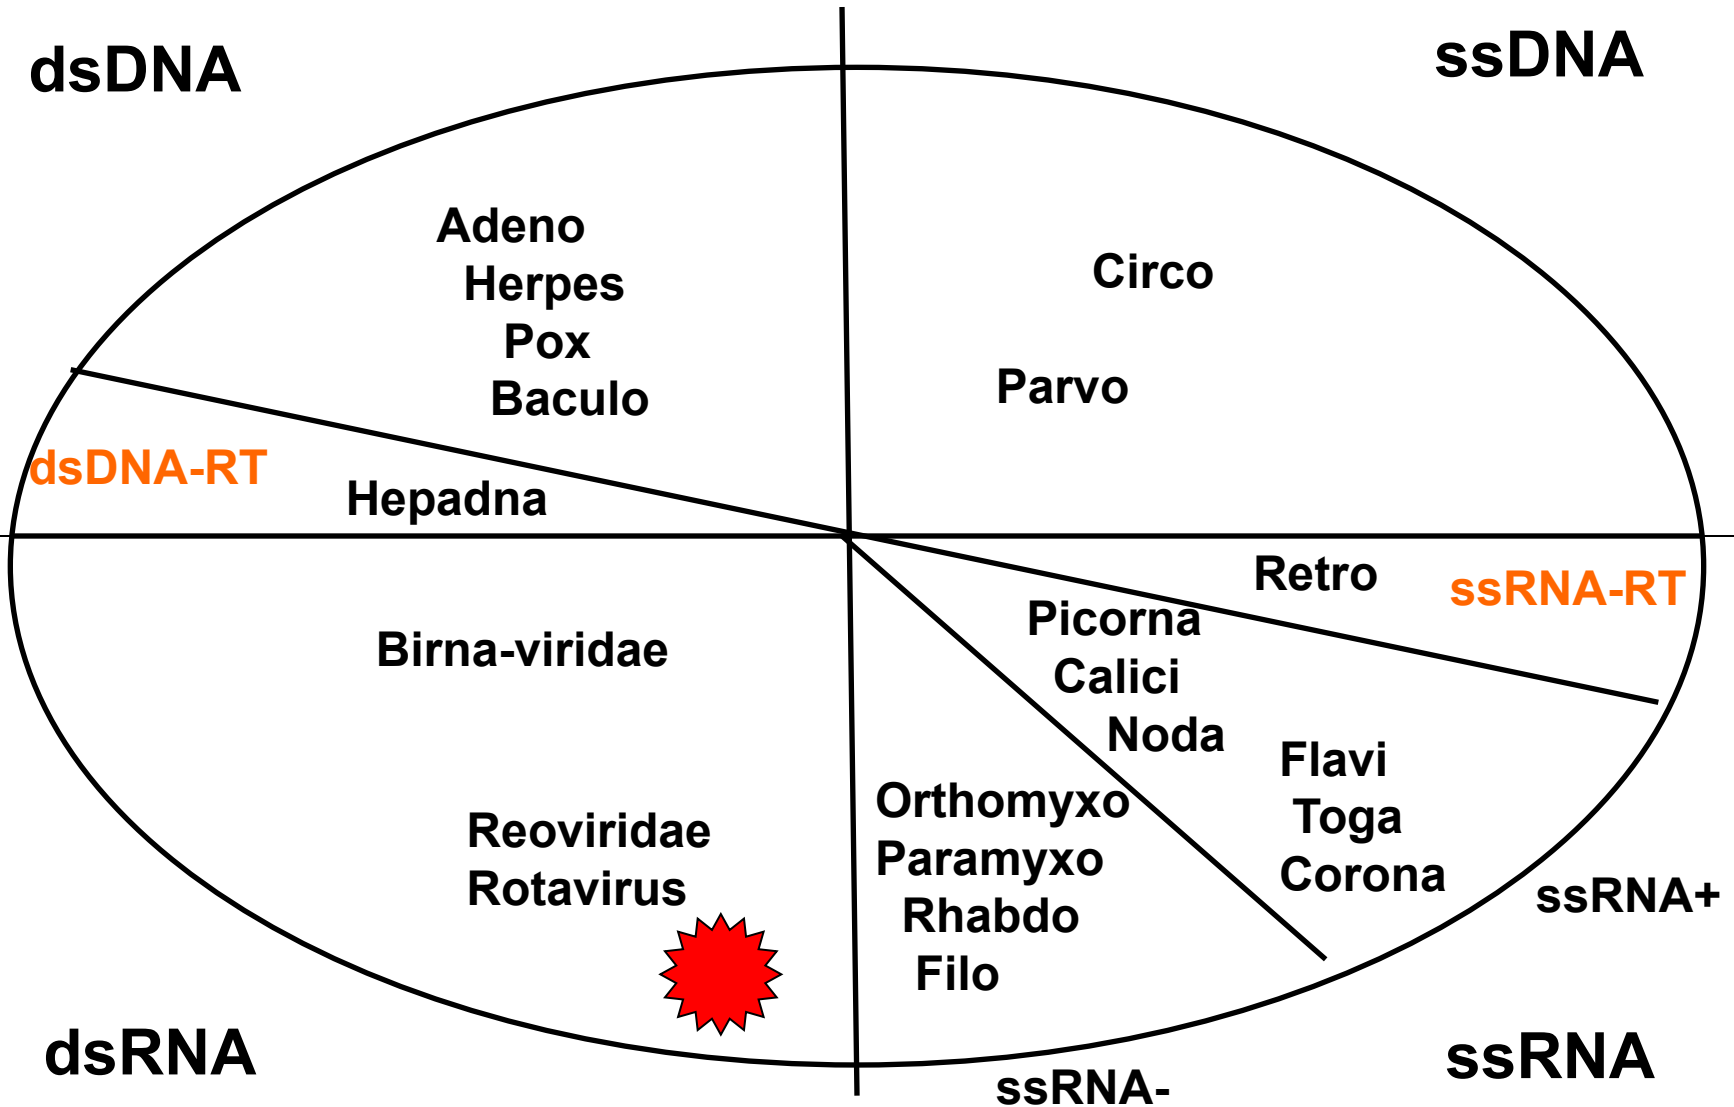 dsDNA
ssDNA
Adeno
Herpes
Pox
Baculo
Circo
Parvo
dsDNA-RT
Hepadna
Retro
ssRNA-RT
Birna-viridae
Reoviridae
Rotavirus
Picorna
Calici
Noda
Flavi
Toga
Corona
ssRNA+
Orthomyxo
Paramyxo
Rhabdo
Filo
dsRNA
ssRNA-
ssRNA